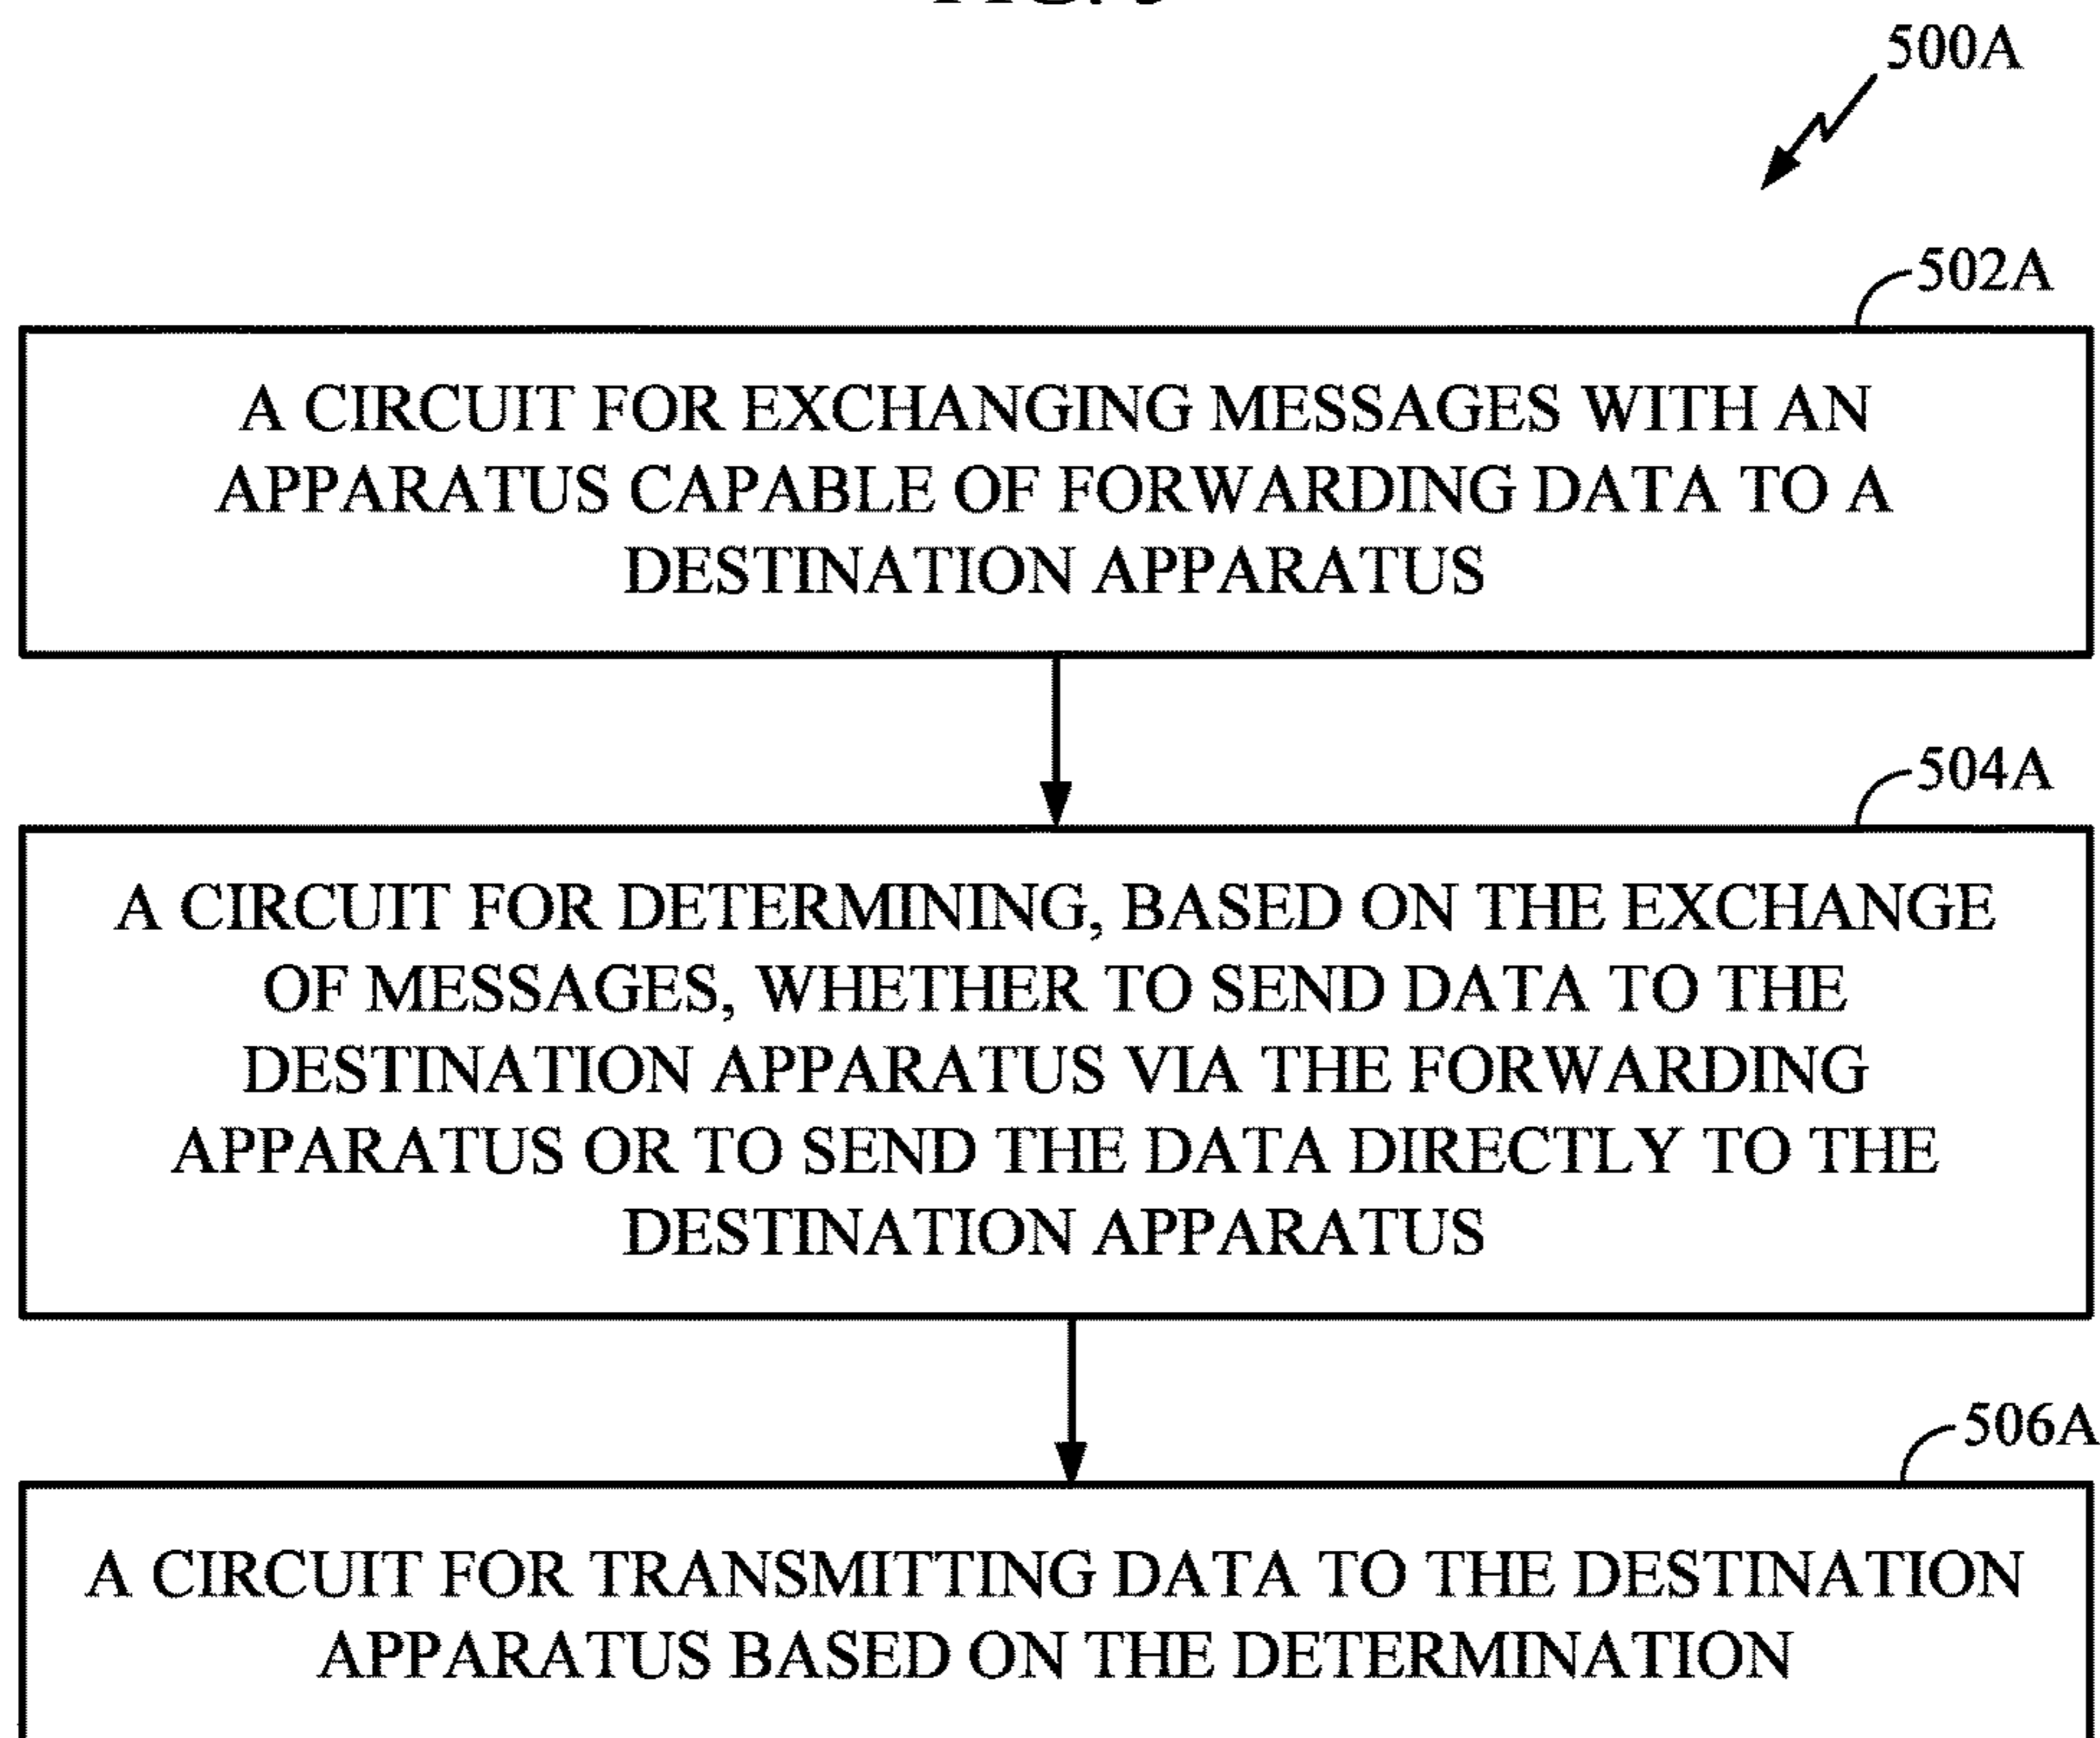 500A
502A
A CIRCUIT FOR EXCHANGING MESSAGES WITH AN
APPARATUS CAPABLE OF FORWARDING DATA TO A
DESTINATION APPARATUS
504A
A CIRCUIT FOR DETERMINING, BASED ON THE EXCHANGE
OF MESSAGES, WHETHER TO SEND DATA TO THE
DESTINATION APPARATUS VIA THE FORWARDING
APPARATUS OR TO SEND THE DATA DIRECTLY TO THE
DESTINATION APPARATUS
506A
A CIRCUIT FOR TRANSMITTING DATA TO THE DESTINATION
APPARATUS BASED ON THE DETERMINATION